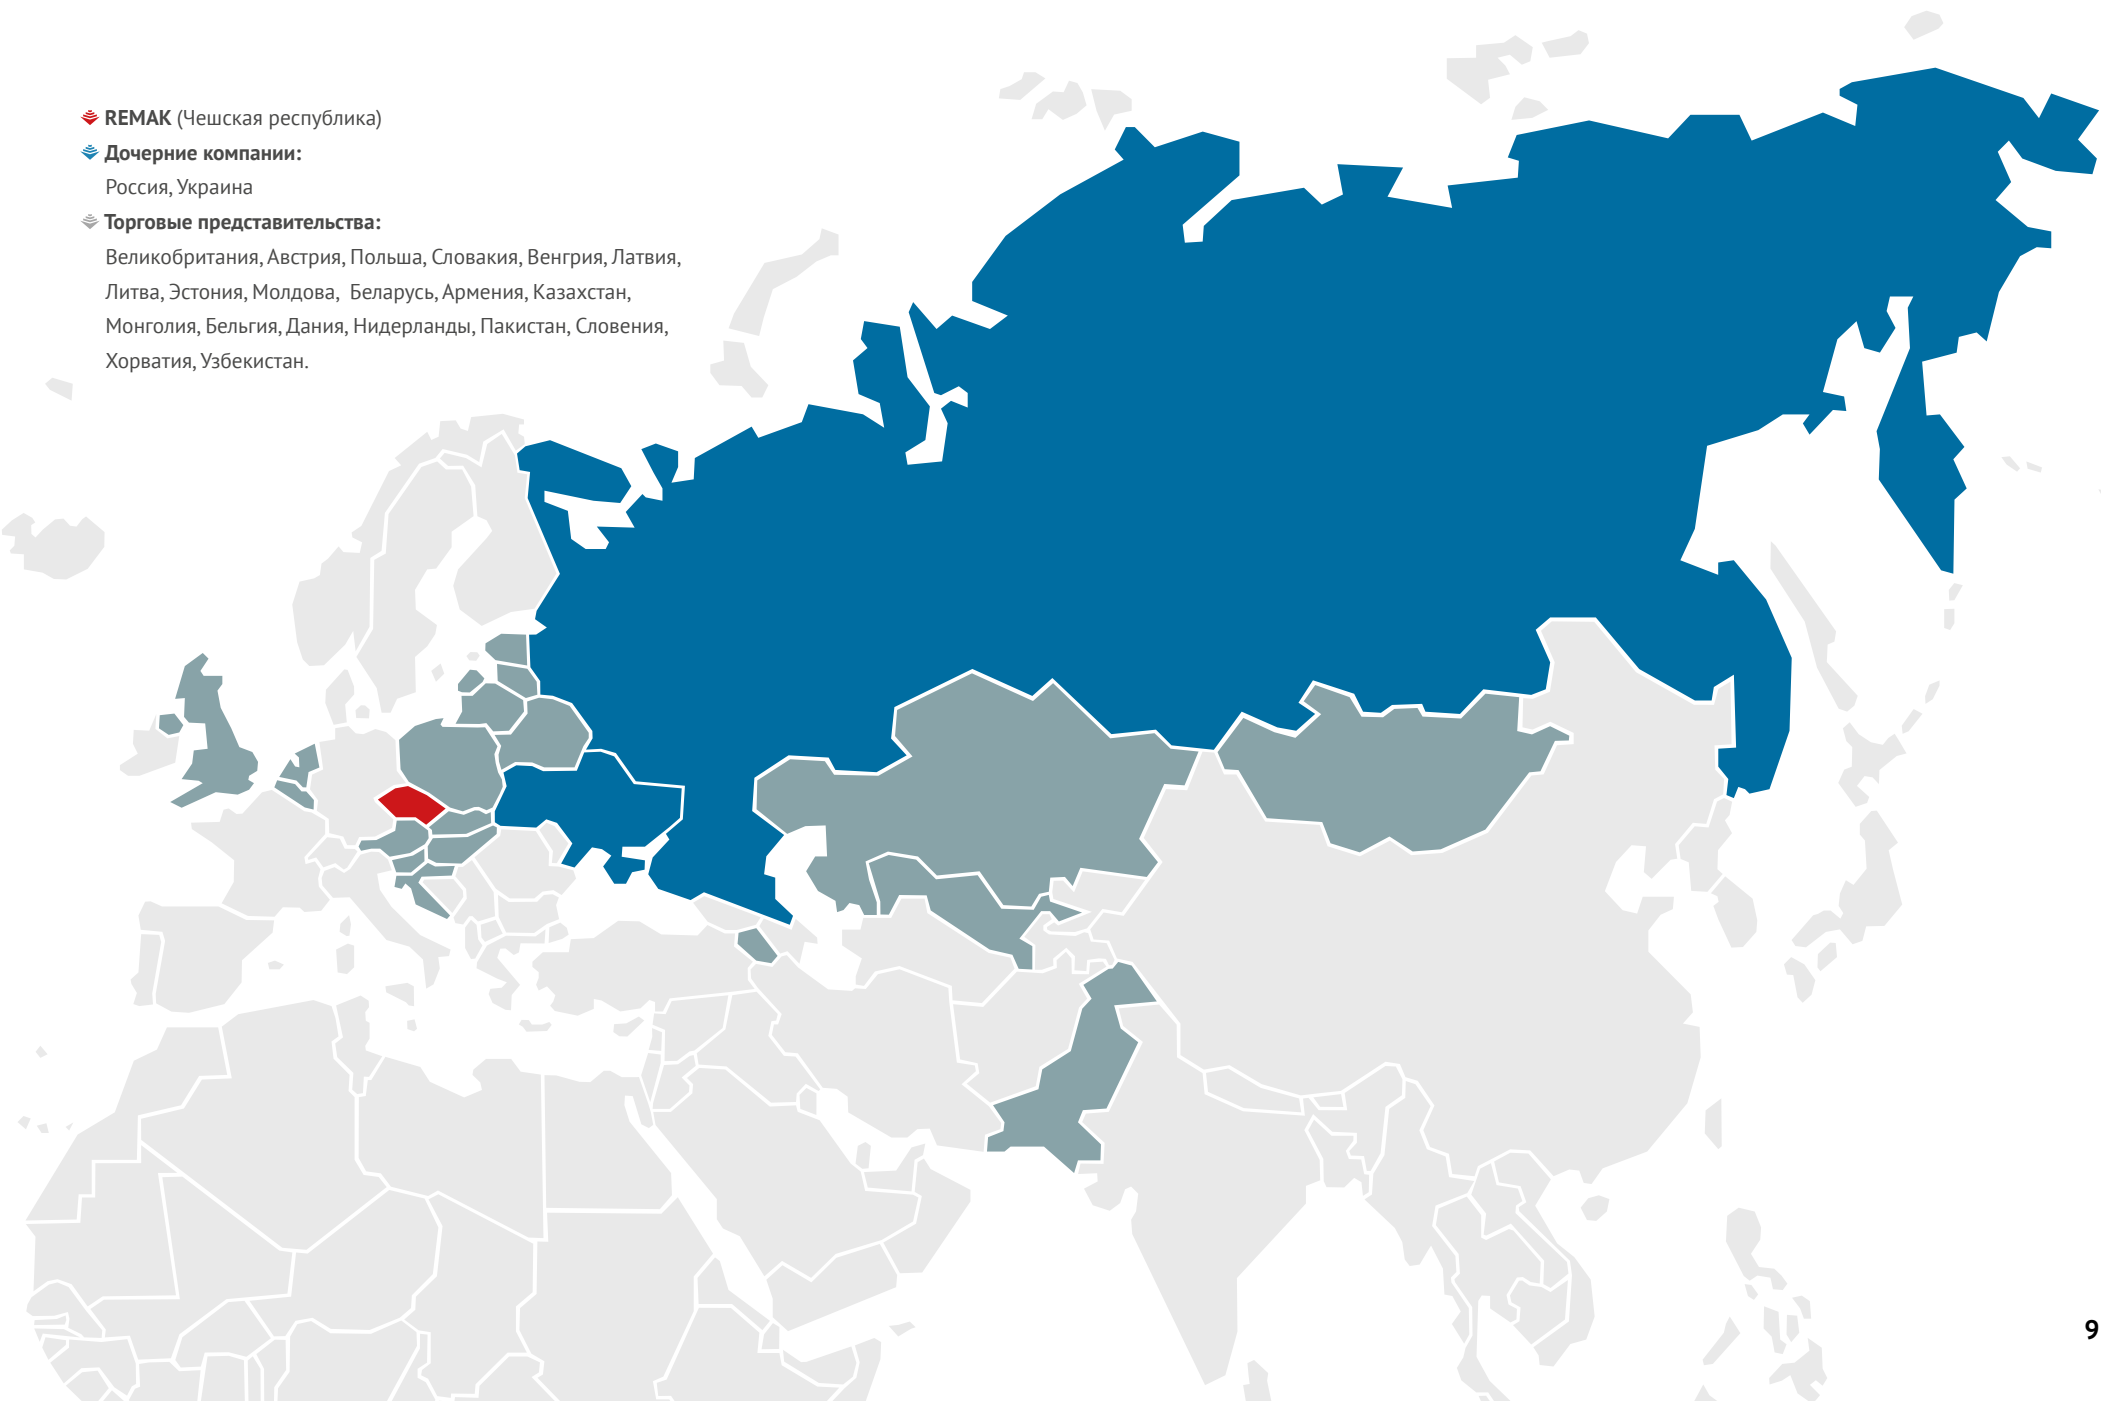 REMAK (Чешская республика)
Дочерние компании:
Россия, Украина
Торговые представительства:
Великобритания, Австрия, Польша, Словакия, Венгрия, Латвия,
Литва, Эстония, Молдова,  Беларусь, Армения, Казахстан,
Монголия, Бельгия, Дания, Нидерланды, Пакистан, Словения,
Хорватия, Узбекистан.
9